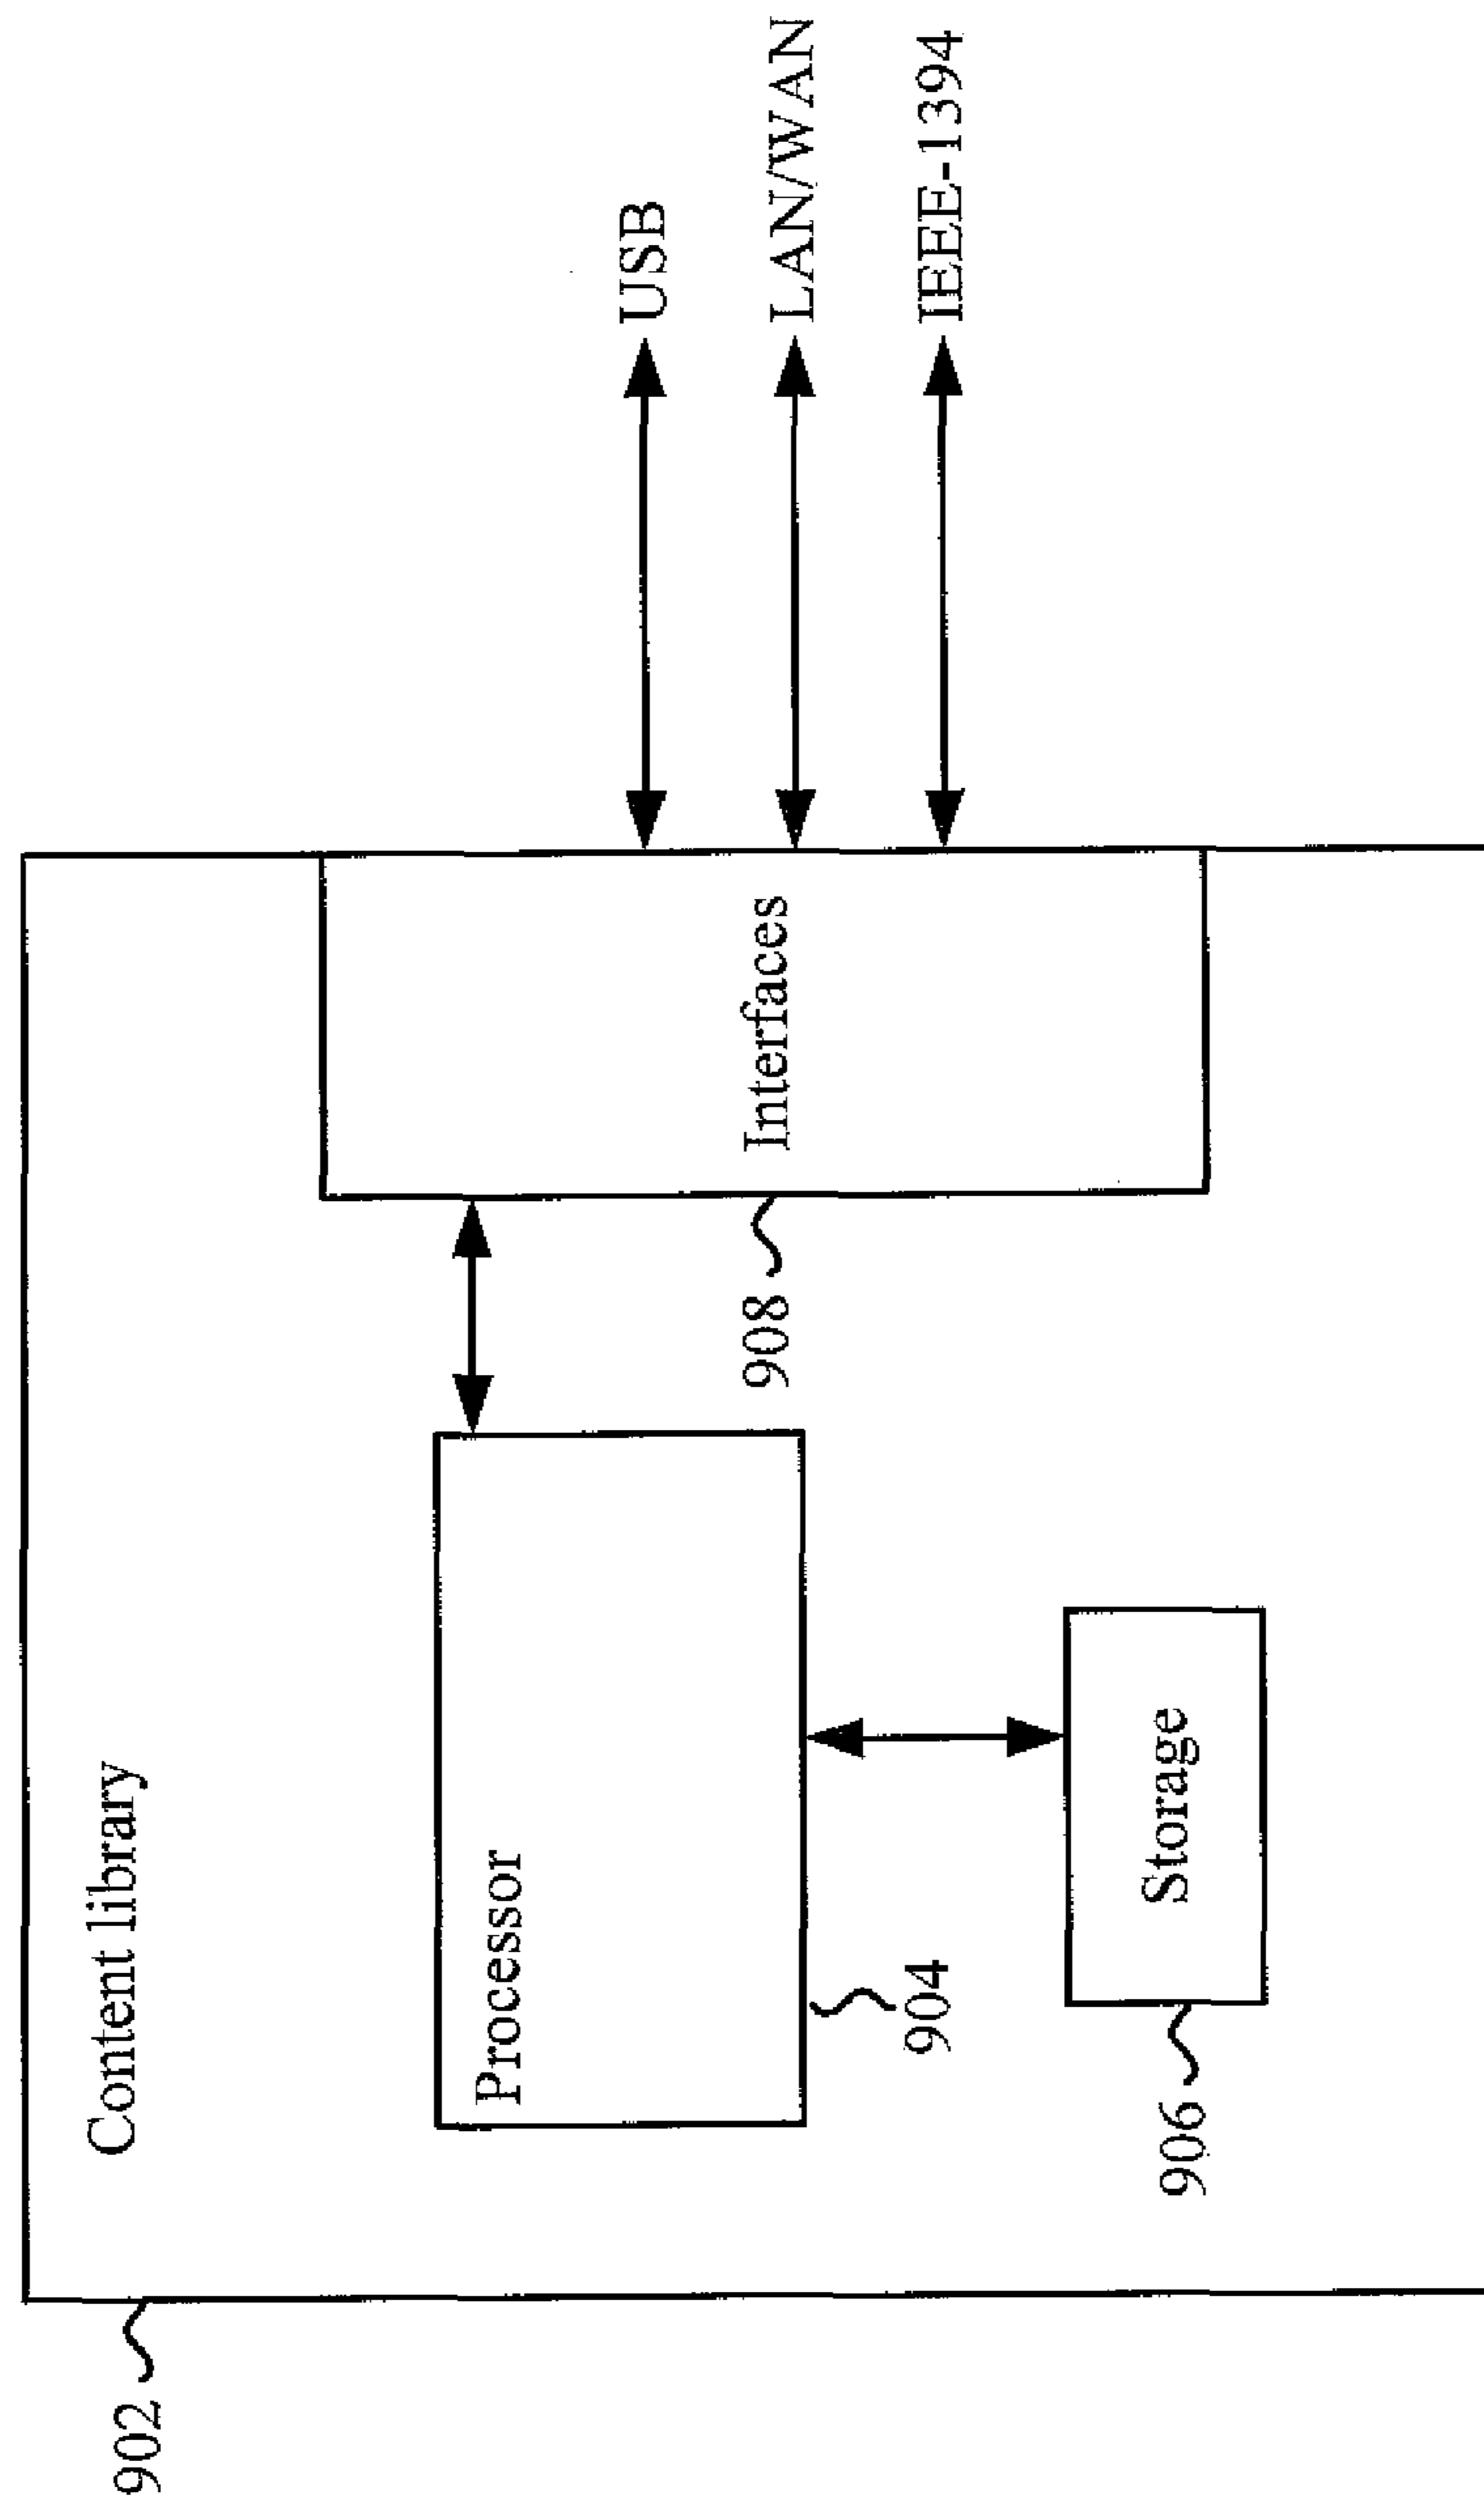 902
Content library
Processor
904
906
Storage
908
Interfaces
USB
LAN/WAN
IEEE-1394